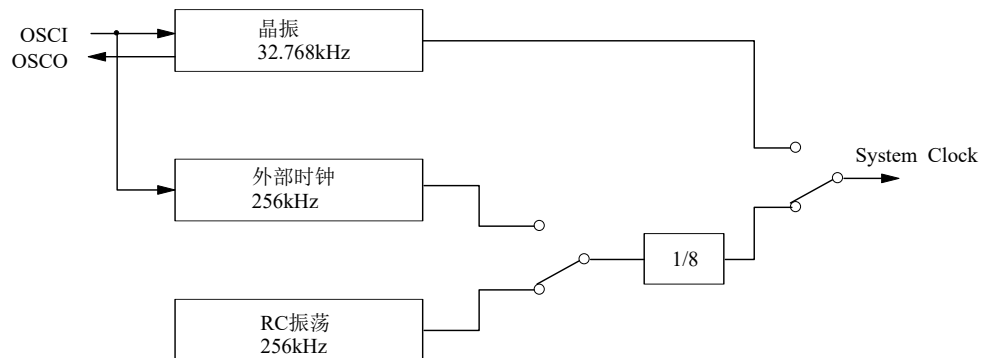 OSCI
OSCO
晶振
32.768kHz
外部时钟
256kHz
System Clock
1/8
RC振荡
256kHz